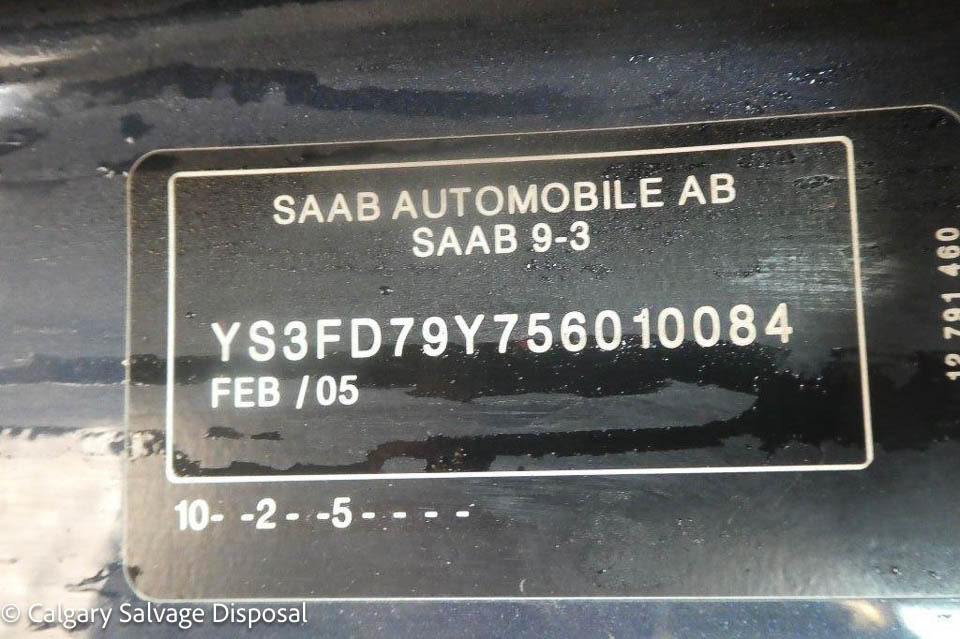 SAAB AUTOMOBILE AB
SAAB 9-3
YS3FD79Y756010084
FEB /05
10- -2- -5- - - -
12 791 460
© Calgary Salvage Disposal